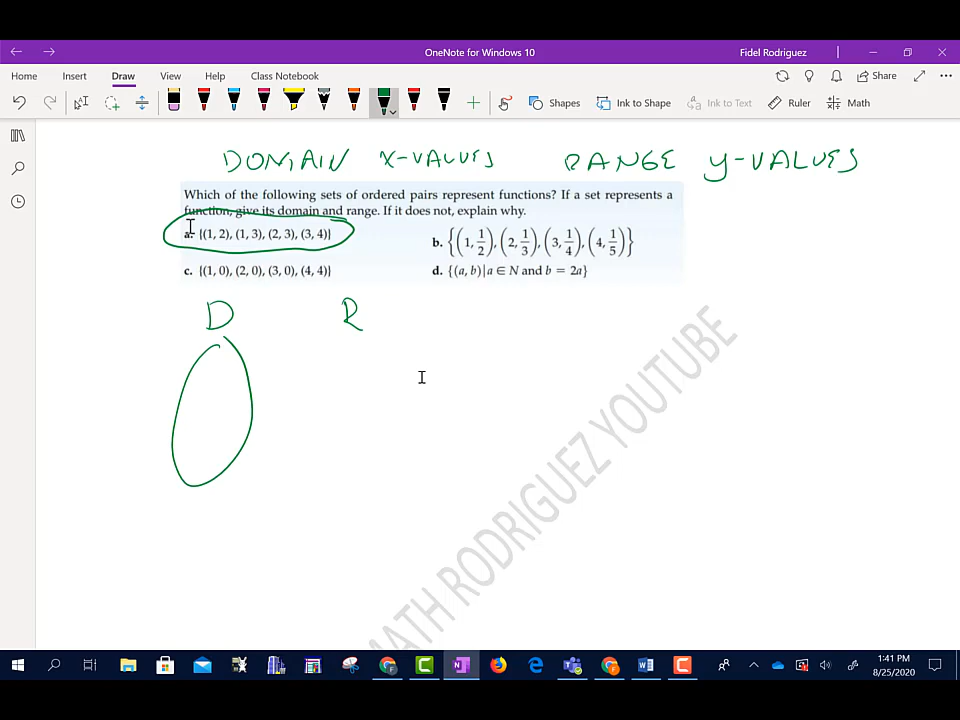 OneNote for Windows 10
Fidel Rodriguez
Home Insert Draw View Help Class Notebook
Share
Shapes Ink to Shape Ink to Text Ruler Math
DOMAIN X-VALUES RANGE y-VALUES
Which of the following sets of ordered pairs represent functions? If a set represents a
function, give its domain and range. If it does not, explain why.
a. {(1, 2), (1, 3), (2, 3), (3, 4)}
b. {(1, 1/2), (2, 1/3), (3, 1/4), (4, 1/5)}
c. {(1, 0), (2, 0), (3, 0), (4, 4)}
d. {(a, b)|a ∈ N and b = 2a}
D R
MATH RODRIGUEZ YOUTUBE
1:41 PM
8/25/2020